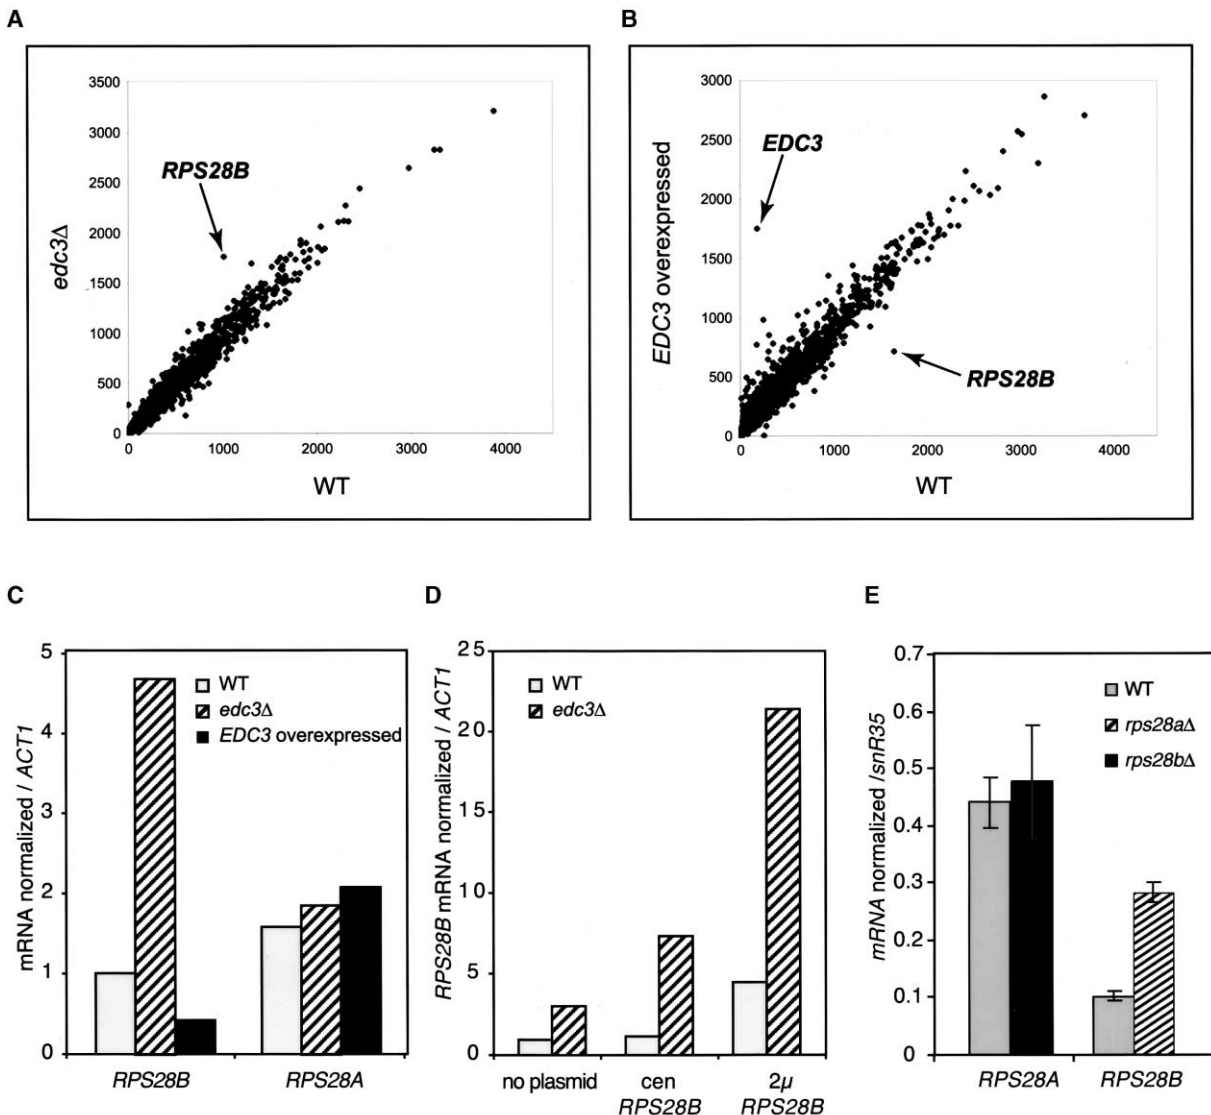 A
B
RPS28B
edc3Δ
3500
3000
2500
2000
1500
1000
500
0
0 1000 2000 3000 4000
WT
EDC3
RPS28B
EDC3 overexpressed
3000
2500
2000
1500
1000
500
0
0 1000 2000 3000 4000
WT
C
D
E
mRNA normalized / ACT1
5
4
3
2
1
0
WT
edc3Δ
EDC3 overexpressed
RPS28B RPS28A
RPS28B mRNA normalized / ACT1
25
20
15
10
5
0
WT
edc3Δ
no plasmid cen 2μ
RPS28B RPS28B
mRNA normalized /snR35
0.7
0.6
0.5
0.4
0.3
0.2
0.1
0
WT
rps28aΔ
rps28bΔ
RPS28A RPS28B